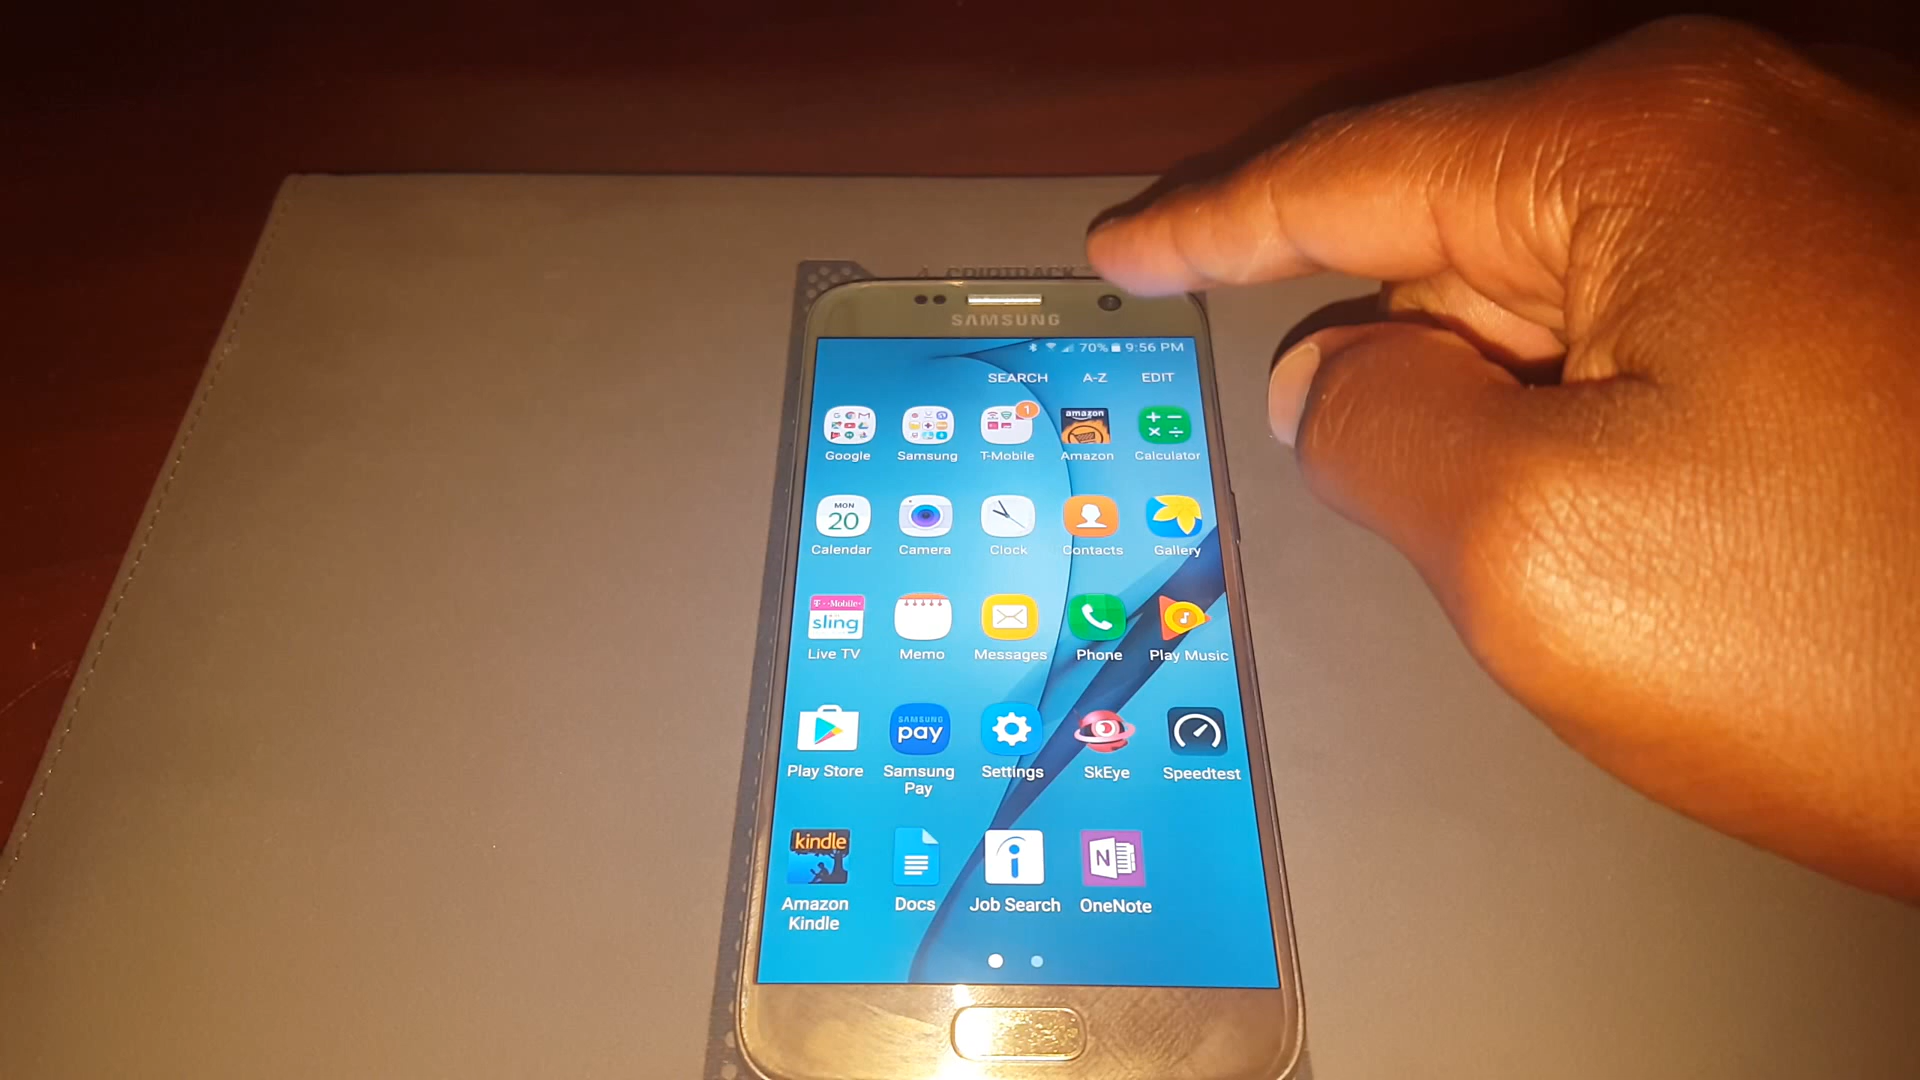 GRIPTRACK
SAMSUNG
70% 9:56 PM
SEARCH A-Z EDIT
1 amazon
Google Samsung T-Mobile Amazon Calculator
MON
20
Calendar Camera Clock Contacts Gallery
T-Mobile
sling
Live TV Memo Messages Phone Play Music
SAMSUNG
pay
Play Store Samsung Pay Settings SkEye Speedtest
kindle N
Amazon Kindle Docs Job Search OneNote